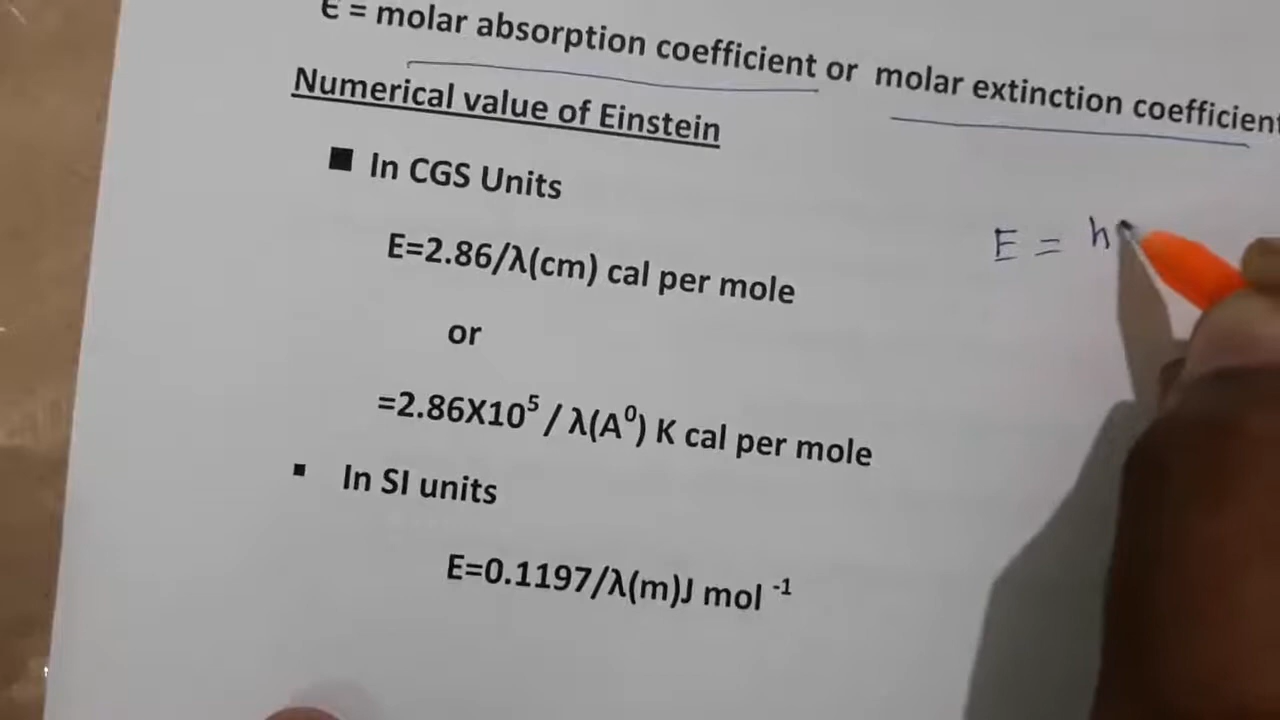 Є = molar absorption coefficient or molar extinction coefficient
Numerical value of Einstein
■ In CGS Units
E=2.86/λ(cm) cal per mole
or
=2.86X10⁵ / λ(A⁰) K cal per mole
▪ In SI units
E=0.1197/λ(m)J mol ⁻¹
E = h